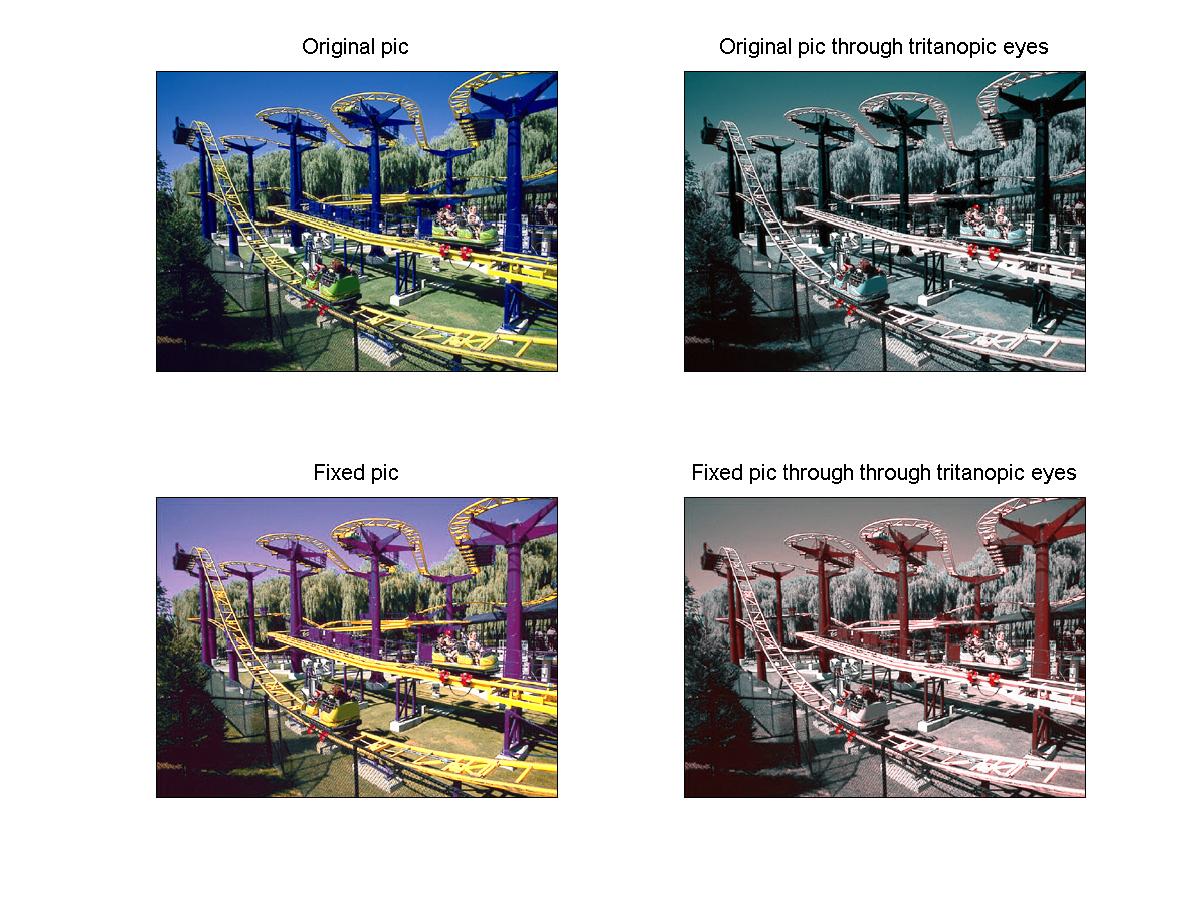 Original pic
Original pic through tritanopic eyes
Fixed pic
Fixed pic through through tritanopic eyes